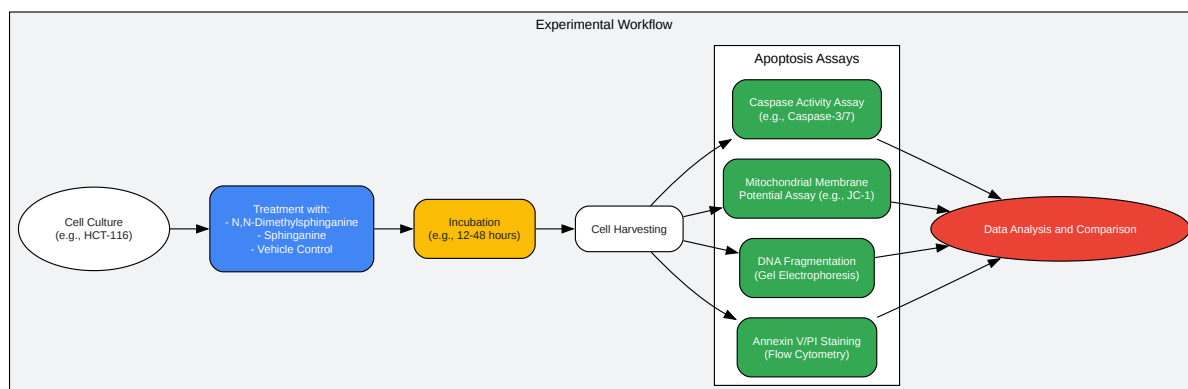 Experimental Workflow
Apoptosis Assays
Cell Culture
(e.g., HCT-116)
Treatment with:
- N,N-Dimethylsphinganine
- Sphinganine
- Vehicle Control
Incubation
(e.g., 12-48 hours)
Cell Harvesting
Caspase Activity Assay
(e.g., Caspase-3/7)
Mitochondrial Membrane
Potential Assay (e.g., JC-1)
DNA Fragmentation
(Gel Electrophoresis)
Annexin V/PI Staining
(Flow Cytometry)
Data Analysis and Comparison